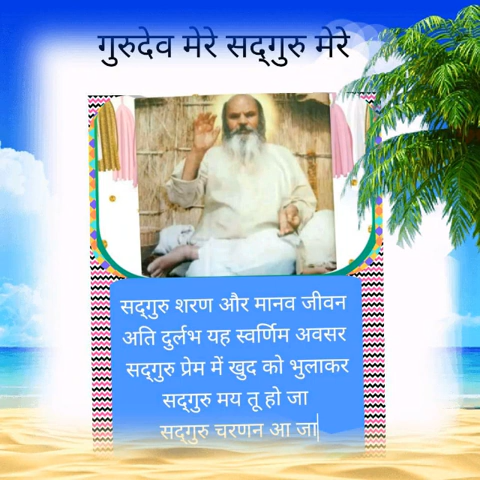 गुरुदेव मेरे सद्गुरु मेरे
सद्गुरु शरण और मानव जीवन
अति दुर्लभ यह स्वर्णिम अवसर
सद्गुरु प्रेम में खुद को भुलाकर
सद्गुरु मय तू हो जा
सद्गुरु चरणन आ जा